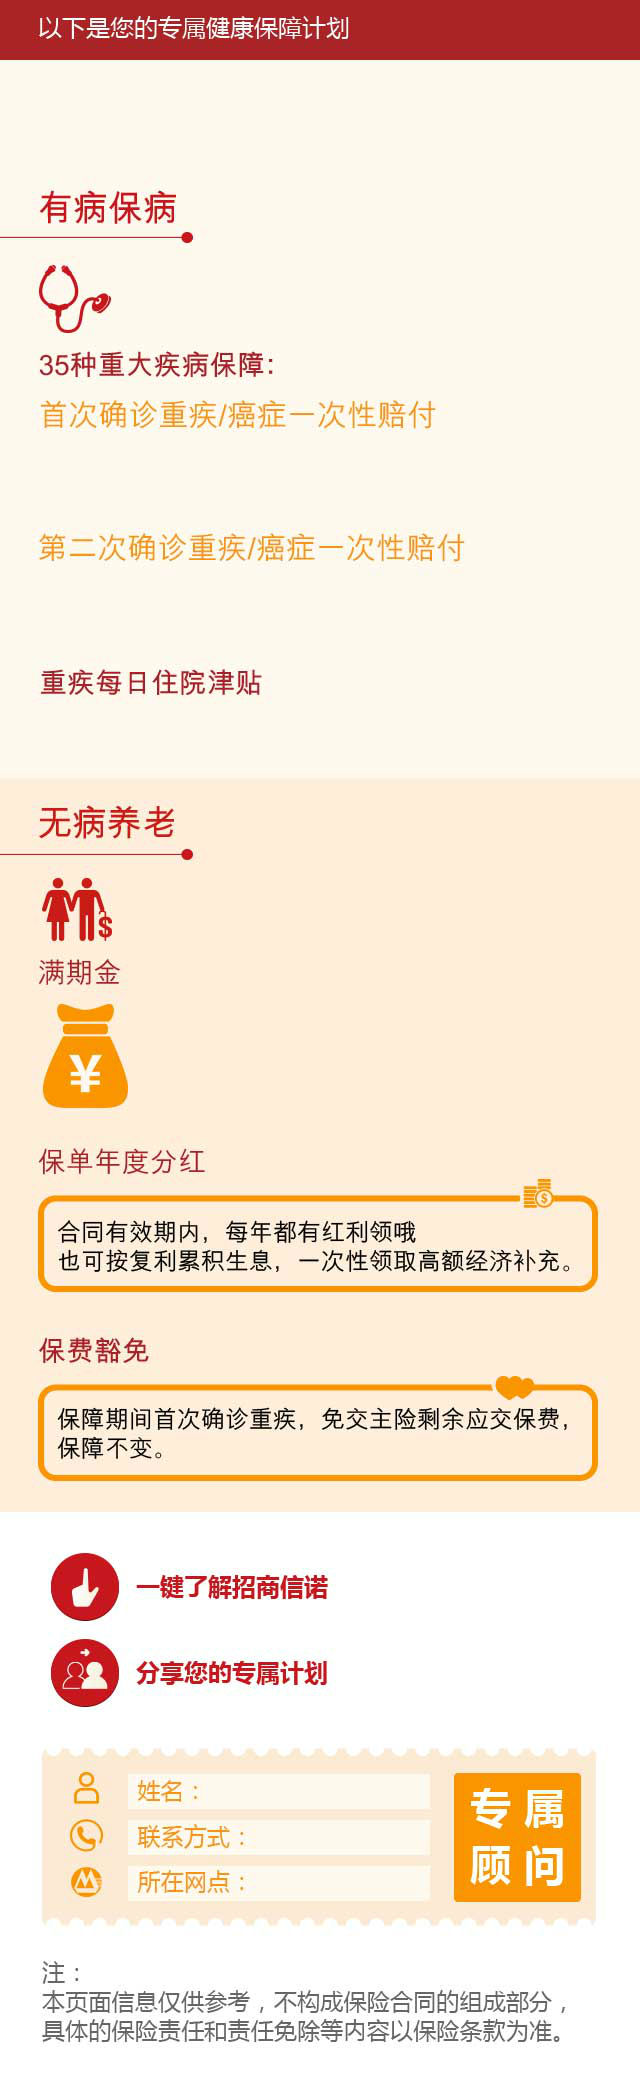 以下是您的专属健康保障计划
有病保病
35种重大疾病保障：
首次确诊重疾/癌症一次性赔付
第二次确诊重疾/癌症一次性赔付
重疾每日住院津贴
无病养老
$
满期金
¥
保单年度分红
$
合同有效期内，每年都有红利领哦
也可按复利累积生息，一次性领取高额经济补充。
保费豁免
保障期间首次确诊重疾，免交主险剩余应交保费，
保障不变。
一键了解招商信诺
分享您的专属计划
姓名：
联系方式：
所在网点：
专属
顾问
注：
本页面信息仅供参考，不构成保险合同的组成部分，
具体的保险责任和责任免除等内容以保险条款为准。